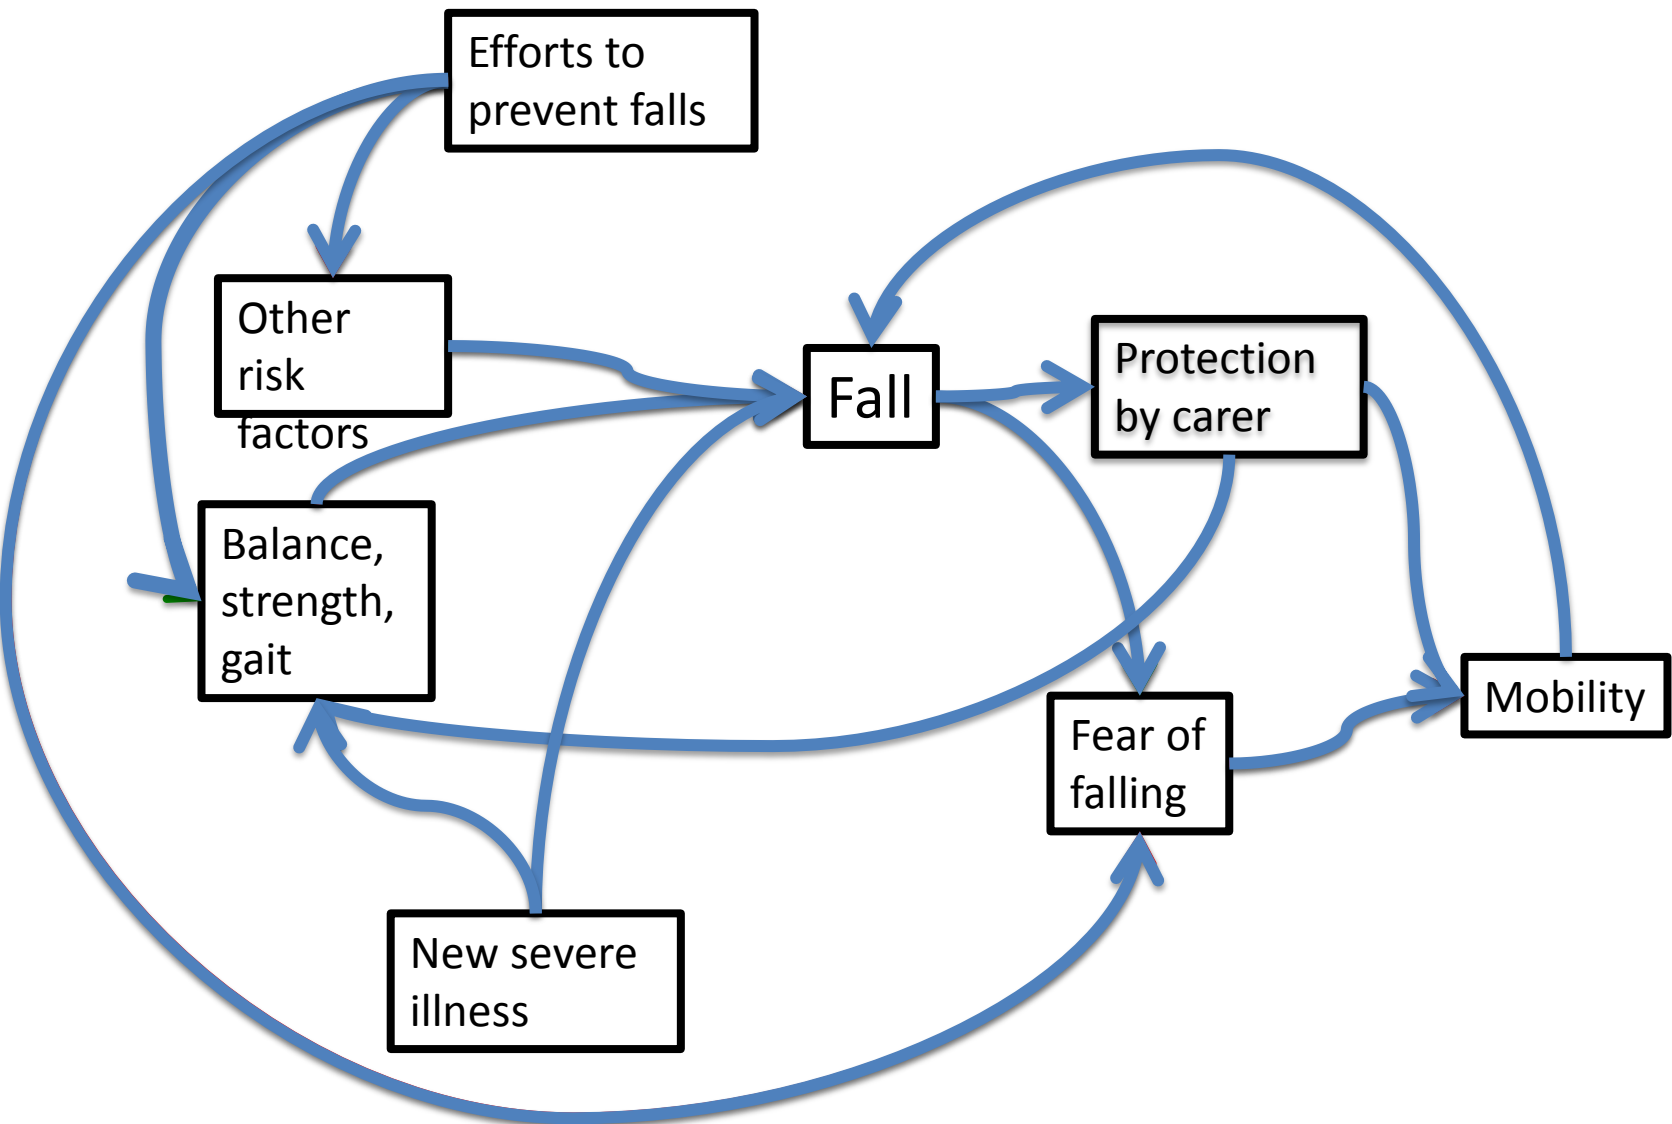 Efforts to
prevent falls
Other
risk
factors
Fall
Protection
by carer
Balance,
strength,
gait
Mobility
Fear of
falling
New severe
illness